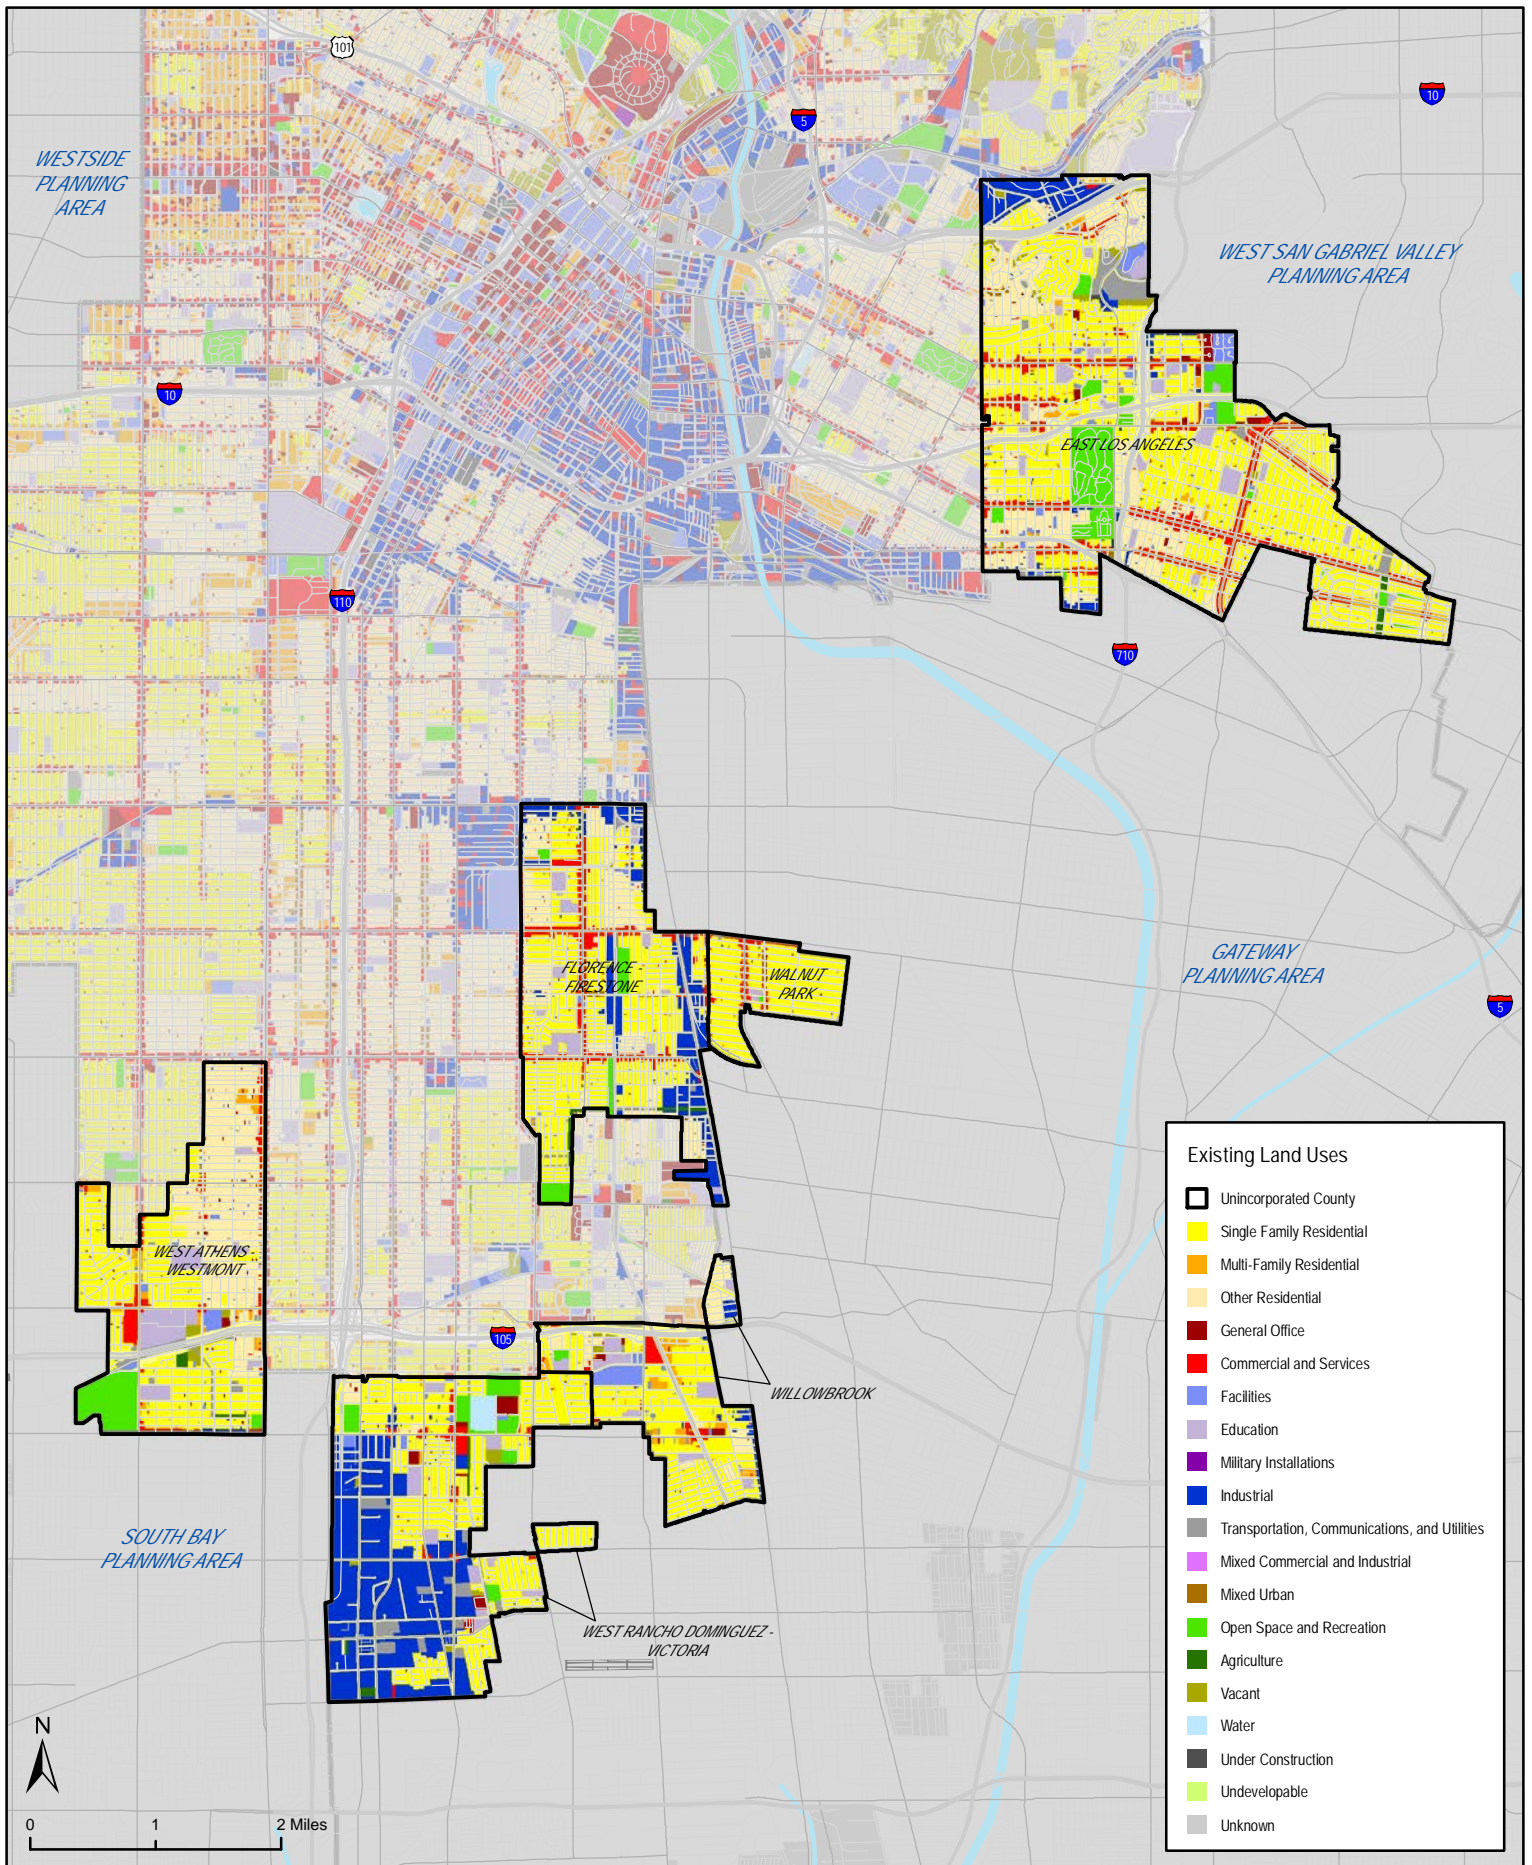 101
10
5
WESTSIDE
PLANNING
AREA
WEST SAN GABRIEL VALLEY
PLANNING AREA
10
EAST LOS ANGELES
110
710
FLORENCE -
FIRESTONE
WALNUT
PARK
GATEWAY
PLANNING AREA
5
WEST ATHENS -
WESTMONT
105
WILLOWBROOK
SOUTH BAY
PLANNING AREA
WEST RANCHO DOMINGUEZ -
VICTORIA
N
0 1 2 Miles
Existing Land Uses
Unincorporated County
Single Family Residential
Multi-Family Residential
Other Residential
General Office
Commercial and Services
Facilities
Education
Military Installations
Industrial
Transportation, Communications, and Utilities
Mixed Commercial and Industrial
Mixed Urban
Open Space and Recreation
Agriculture
Vacant
Water
Under Construction
Undevelopable
Unknown